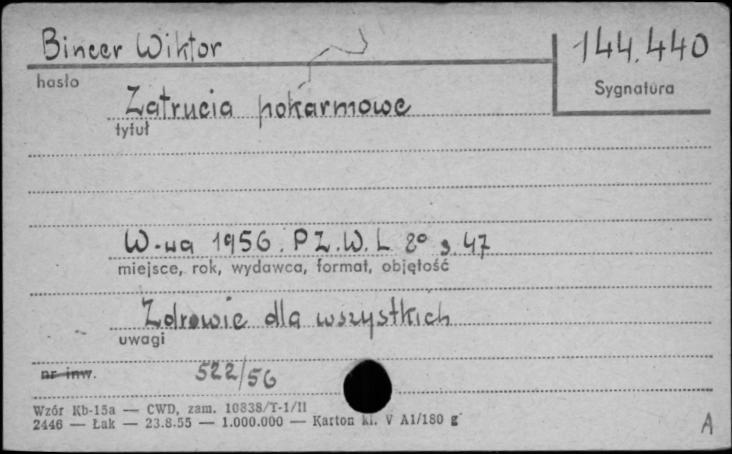 Bincer Wiktor
144.440
hasło
Sygnatura
Zatrucia pokarmowe
tytuł
W-wa 1956. P Z.W.L 8° s. 47
miejsce, rok, wydawca, format, objętość
Zdrowie dla wszystkich
uwagi
nr inw. 522/56
Wzór Kb-15a — CWD, zam. 10838/T-1/II
2446 — Łak — 23.8.55 — 1.000.000 — Karton kl. V A1/180 g
A